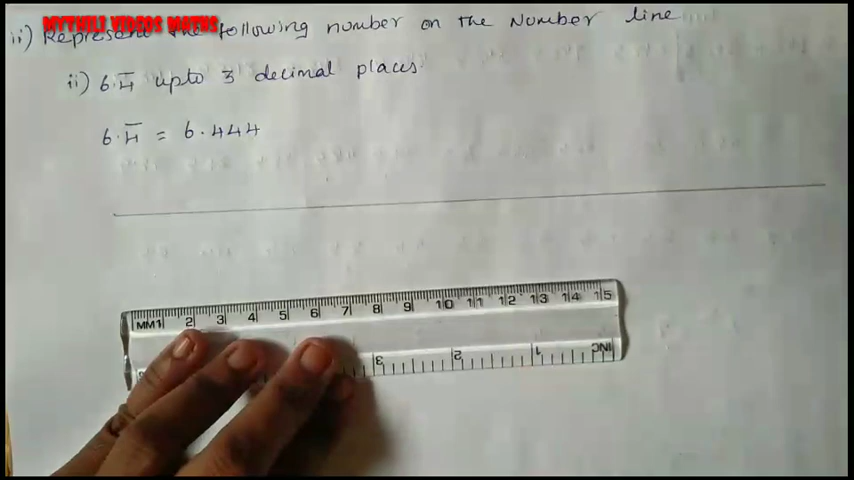 MYTHILI VIDEOS MATHS
ii) Represent the following number on the Number line
ii) 6.4̅ upto 3 decimal places.
6.4̅ = 6.444
MM1 2 3 4 5 6 7 8 9 10 11 12 13 14 15
3 2 1 INC